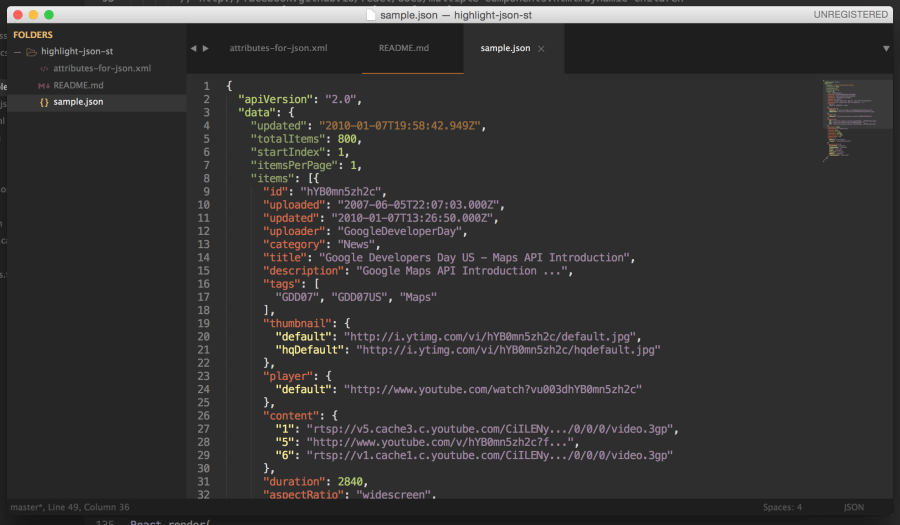 sample.json — highlight-json-st
UNREGISTERED
FOLDERS
highlight-json-st
attributes-for-json.xml
README.md
{} sample.json
attributes-for-json.xml
README.md
sample.json ×
1 {
2 "apiVersion": "2.0",
3 "data": {
4 "updated": "2010-01-07T19:58:42.949Z",
5 "totalItems": 800,
6 "startIndex": 1,
7 "itemsPerPage": 1,
8 "items": [{
9 "id": "hYB0mn5zh2c",
10 "uploaded": "2007-06-05T22:07:03.000Z",
11 "updated": "2010-01-07T13:26:50.000Z",
12 "uploader": "GoogleDeveloperDay",
13 "category": "News",
14 "title": "Google Developers Day US - Maps API Introduction",
15 "description": "Google Maps API Introduction ...",
16 "tags": [
17 "GDD07", "GDD07US", "Maps"
18 ],
19 "thumbnail": {
20 "default": "http://i.ytimg.com/vi/hYB0mn5zh2c/default.jpg",
21 "hqDefault": "http://i.ytimg.com/vi/hYB0mn5zh2c/hqdefault.jpg"
22 },
23 "player": {
24 "default": "http://www.youtube.com/watch?vu003dhYB0mn5zh2c"
25 },
26 "content": {
27 "1": "rtsp://v5.cache3.c.youtube.com/CiILENy.../0/0/0/video.3gp",
28 "5": "http://www.youtube.com/v/hYB0mn5zh2c?f...",
29 "6": "rtsp://v1.cache1.c.youtube.com/CiILENy.../0/0/0/video.3gp"
30 },
31 "duration": 2840,
32 "aspectRatio": "widescreen",
master*, Line 49, Column 36
Spaces: 4
JSON
135 React.render(